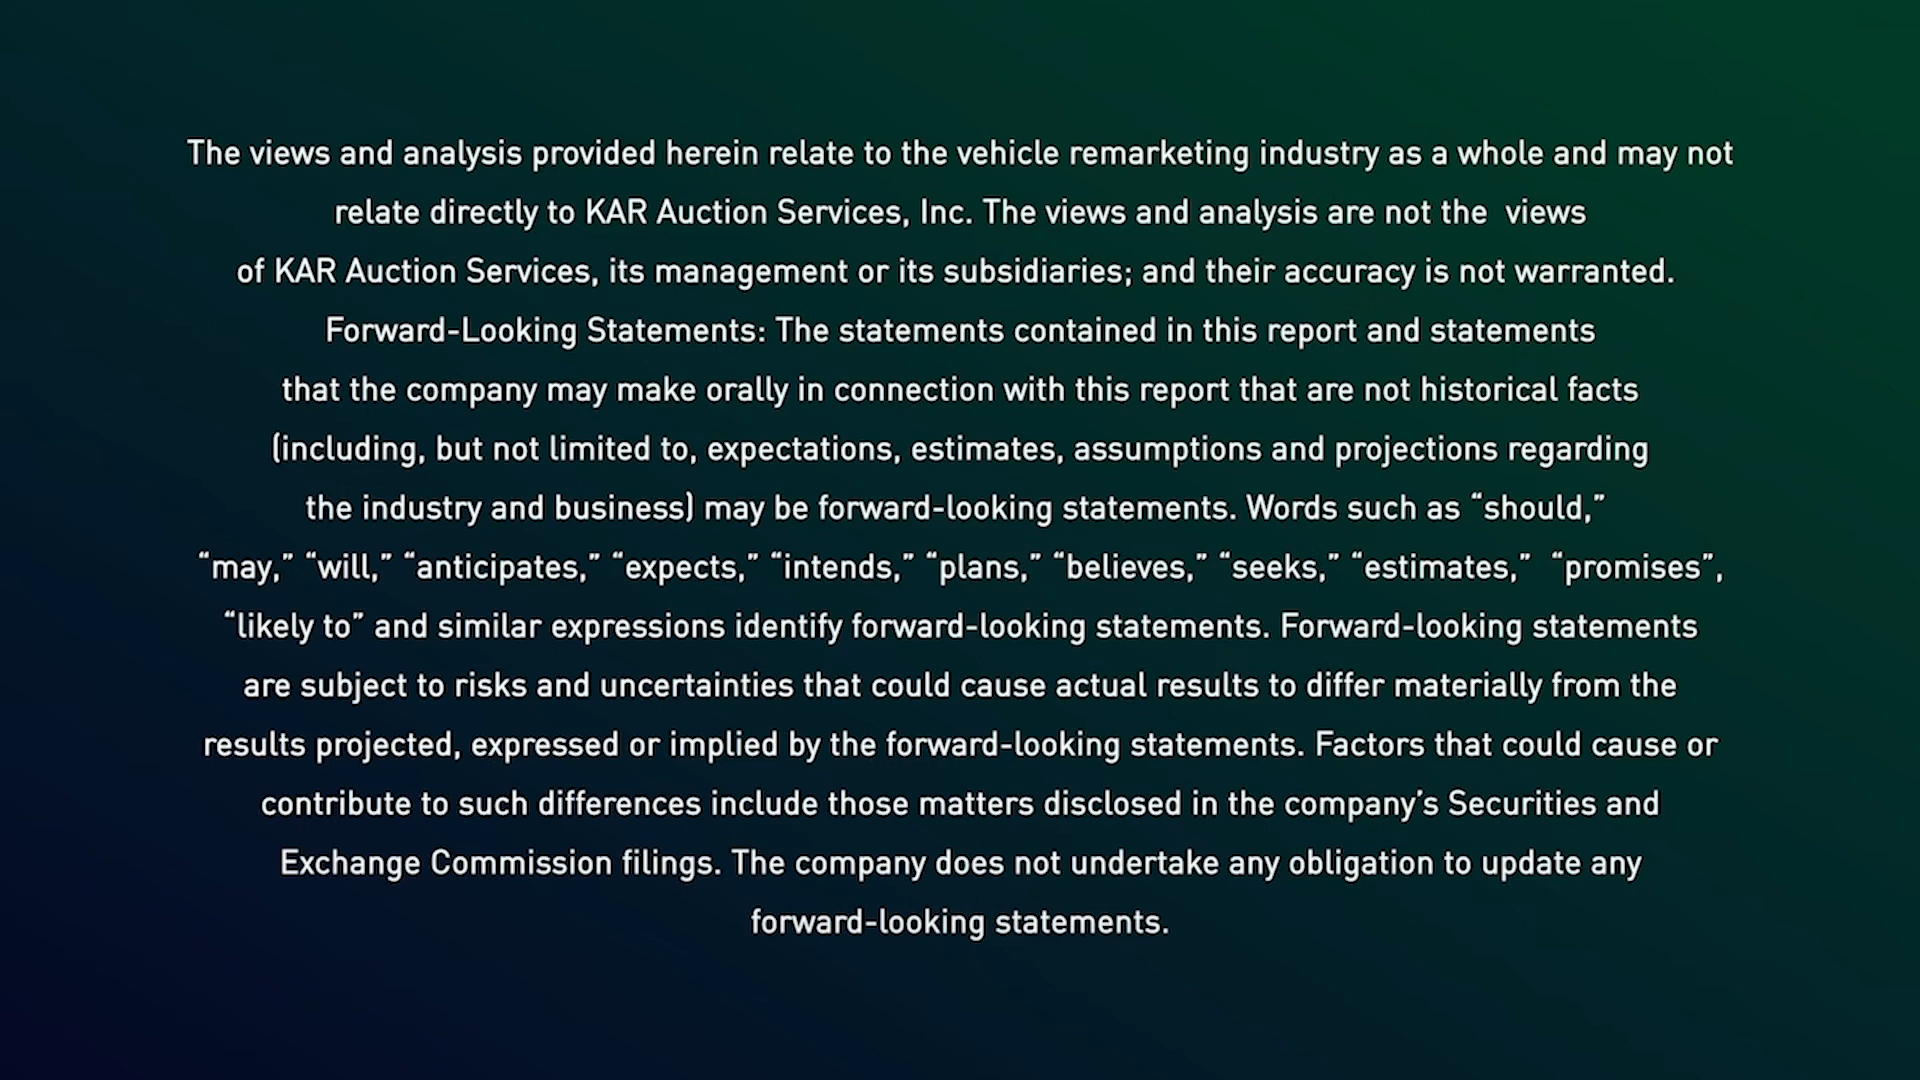 The views and analysis provided herein relate to the vehicle remarketing industry as a whole and may not
relate directly to KAR Auction Services, Inc. The views and analysis are not the  views
of KAR Auction Services, its management or its subsidiaries; and their accuracy is not warranted.
Forward-Looking Statements: The statements contained in this report and statements
that the company may make orally in connection with this report that are not historical facts
(including, but not limited to, expectations, estimates, assumptions and projections regarding
the industry and business) may be forward-looking statements. Words such as “should,”
“may,” “will,” “anticipates,” “expects,” “intends,” “plans,” “believes,” “seeks,” “estimates,”  “promises”,
“likely to” and similar expressions identify forward-looking statements. Forward-looking statements
are subject to risks and uncertainties that could cause actual results to differ materially from the
results projected, expressed or implied by the forward-looking statements. Factors that could cause or
contribute to such differences include those matters disclosed in the company’s Securities and
Exchange Commission filings. The company does not undertake any obligation to update any
forward-looking statements.